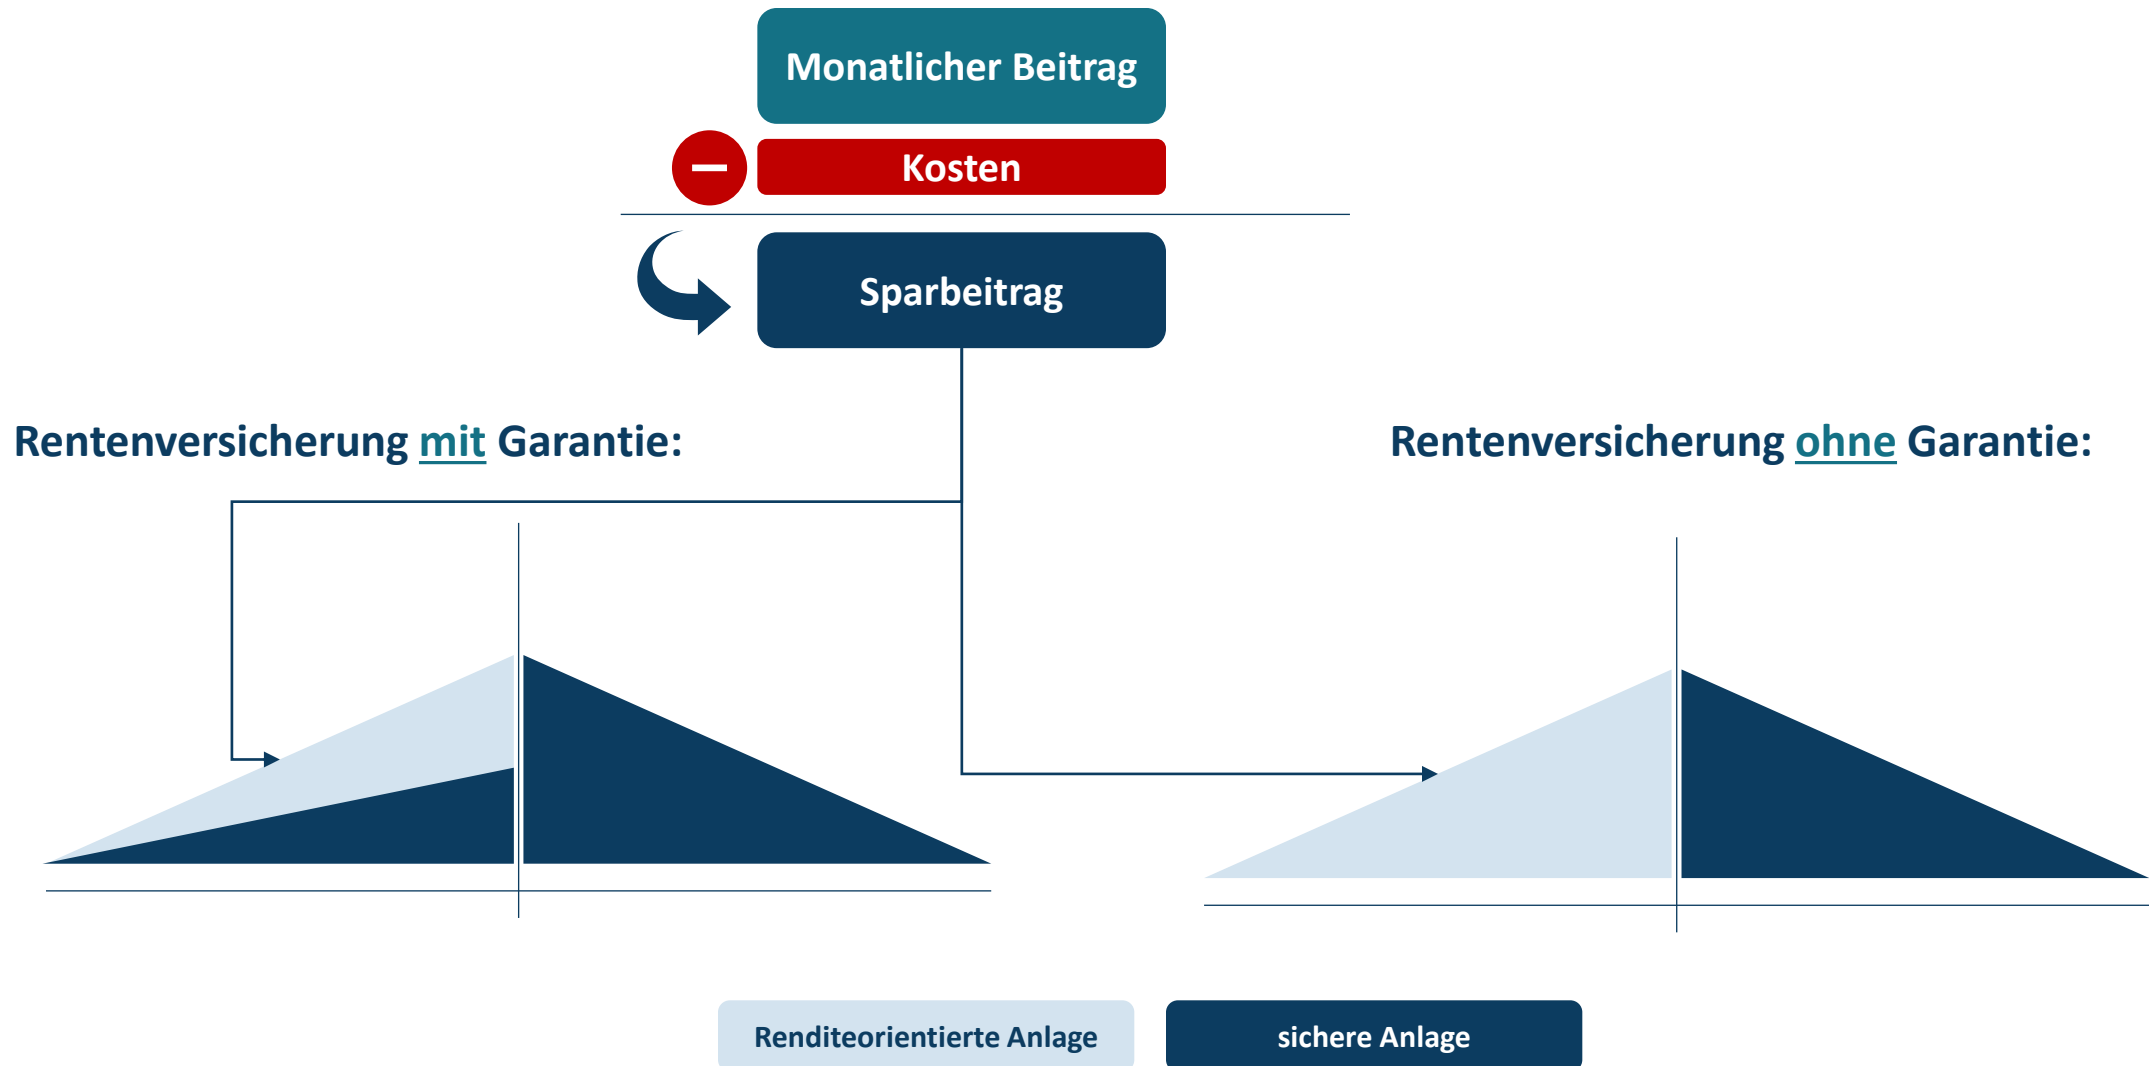 Monatlicher Beitrag
Kosten
Sparbeitrag
Rentenversicherung mit Garantie:
Rentenversicherung ohne Garantie:
Renditeorientierte Anlage
sichere Anlage